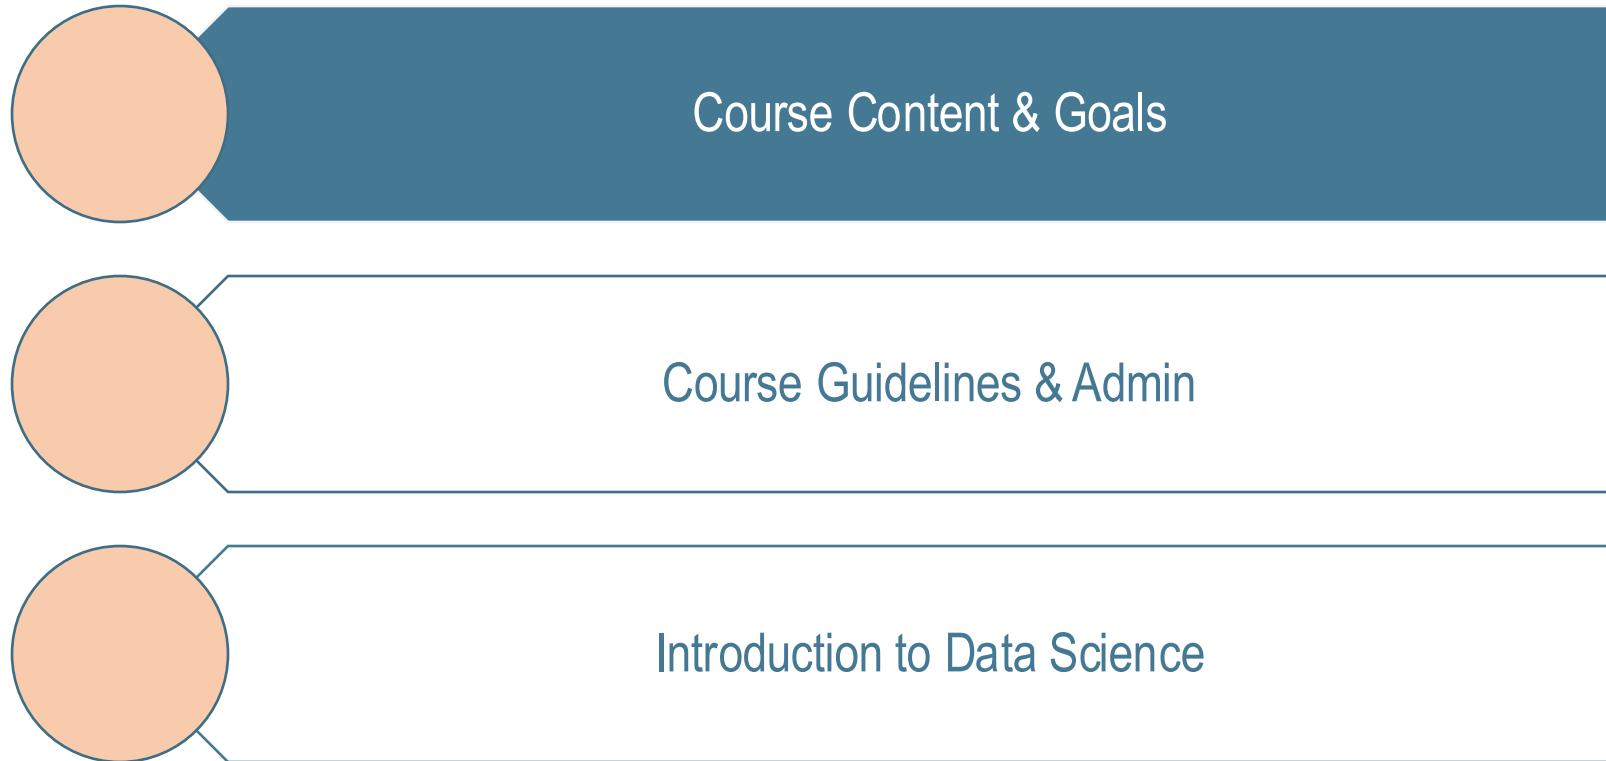 Course Content & Goals
Course Guidelines & Admin
Introduction to Data Science